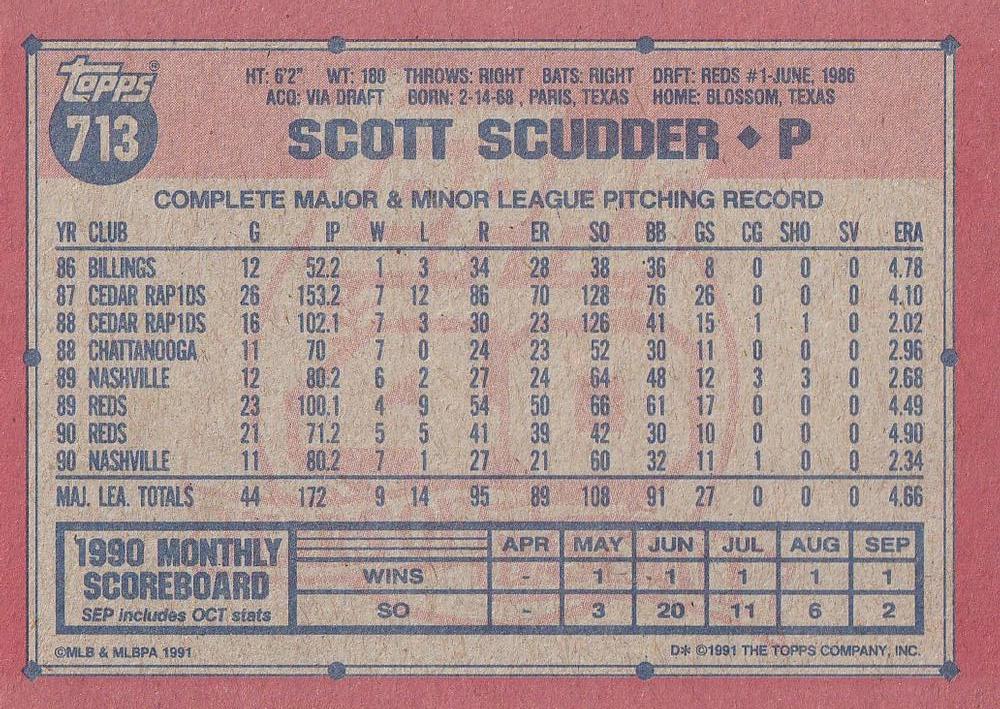 topps®
713
HT: 6'2" WT: 180 THROWS: RIGHT BATS: RIGHT DRFT: REDS #1-JUNE, 1986
ACQ: VIA DRAFT BORN: 2-14-68 , PARIS, TEXAS HOME: BLOSSOM, TEXAS
SCOTT SCUDDER ◆ P
COMPLETE MAJOR & MINOR LEAGUE PITCHING RECORD
YR CLUB G IP W L R ER SO BB GS CG SHO SV ERA
86 BILLINGS 12 52.2 1 3 34 28 38 36 8 0 0 0 4.78
87 CEDAR RAP1DS 26 153.2 7 12 86 70 128 76 26 0 0 0 4.10
88 CEDAR RAP1DS 16 102.1 7 3 30 23 126 41 15 1 1 0 2.02
88 CHATTANOOGA 11 70 7 0 24 23 52 30 11 0 0 0 2.96
89 NASHVILLE 12 80.2 6 2 27 24 64 48 12 3 3 0 2.68
89 REDS 23 100.1 4 9 54 50 66 61 17 0 0 0 4.49
90 REDS 21 71.2 5 5 41 39 42 30 10 0 0 0 4.90
90 NASHVILLE 11 80.2 7 1 27 21 60 32 11 1 0 0 2.34
MAJ. LEA. TOTALS 44 172 9 14 95 89 108 91 27 0 0 0 4.66
1990 MONTHLY
SCOREBOARD
SEP includes OCT stats
APR MAY JUN JUL AUG SEP
WINS - 1 1 1 1 1
SO - 3 20 11 6 2
©MLB & MLBPA 1991
D* ©1991 THE TOPPS COMPANY, INC.